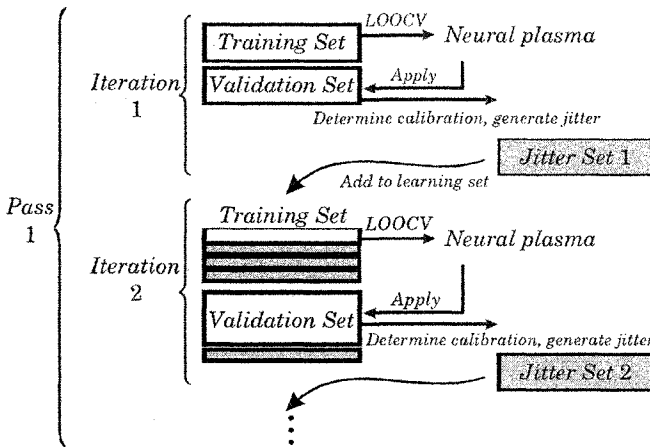 LOOCV
Training Set
Neural plasma
Iteration
1
Validation Set
Apply
Determine calibration, generate jitter
Jitter Set 1
Add to learning set
Pass
1
Training Set
LOOCV
Neural plasma
Iteration
2
Apply
Validation Set
Determine calibration, generate jitter
Jitter Set 2